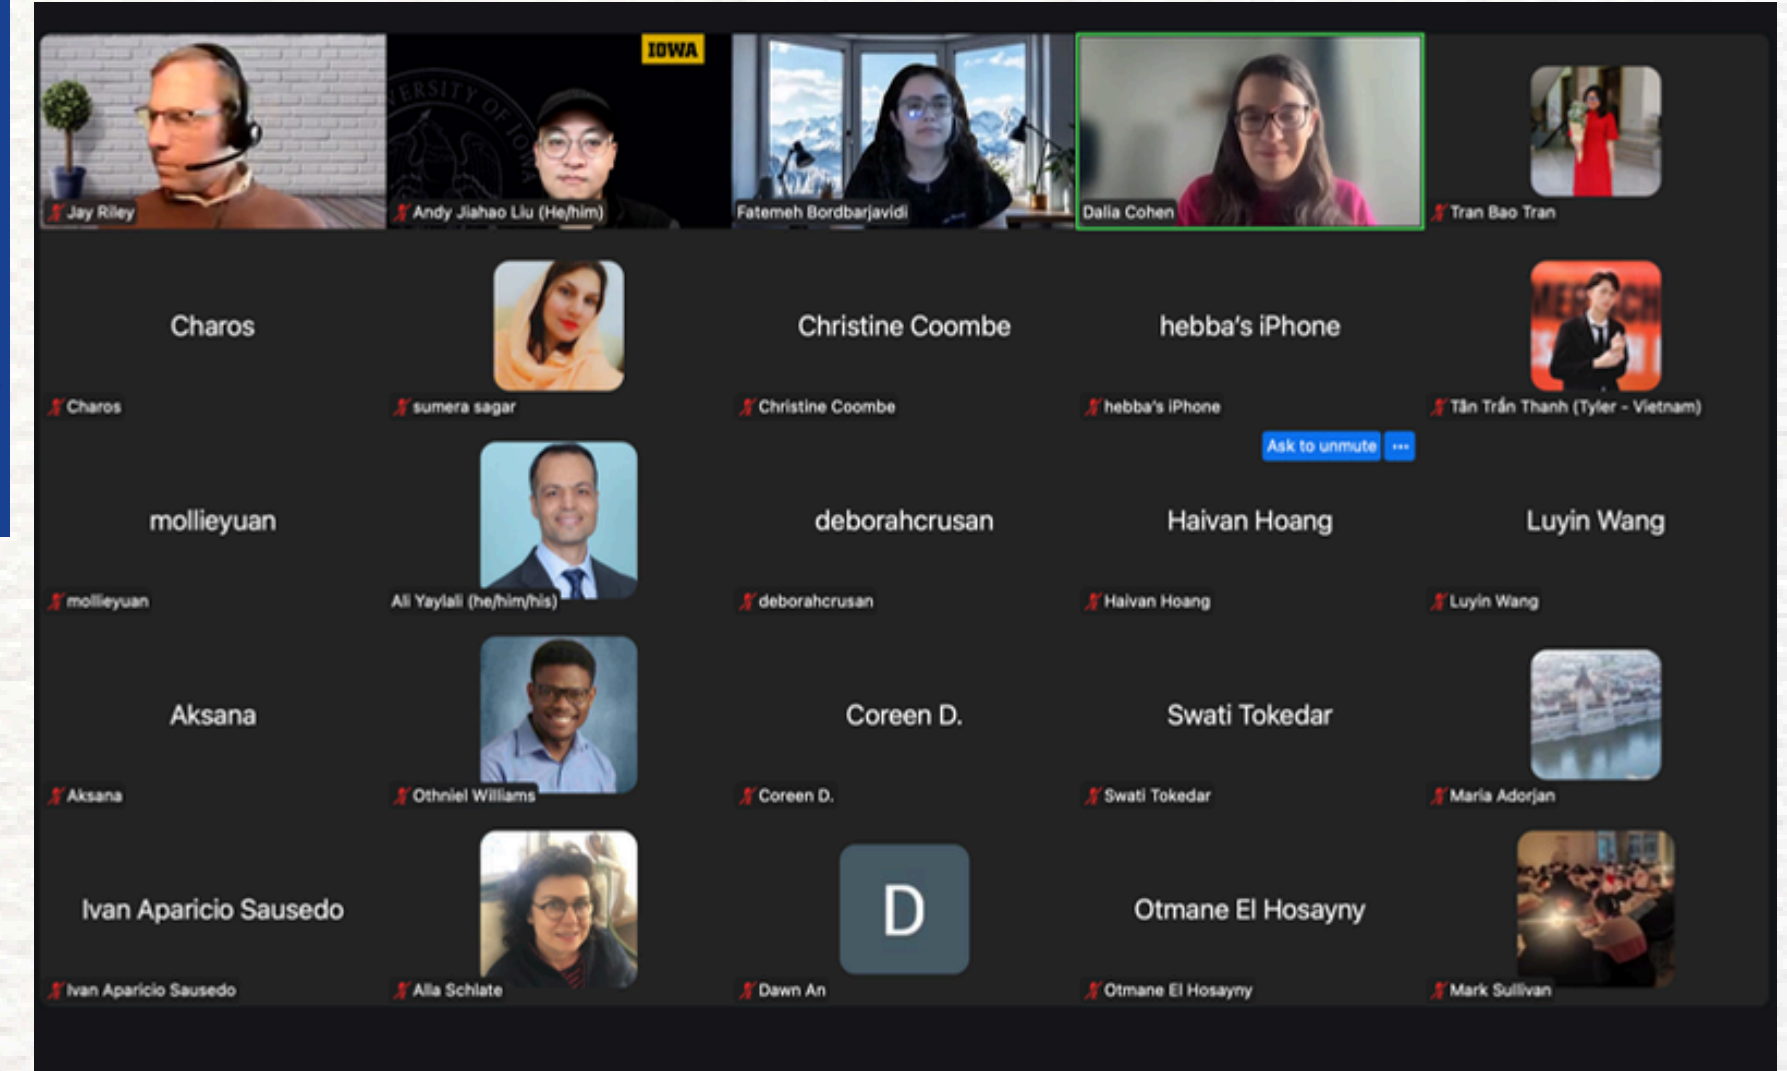 IOWA
UNIVERSITY OF IOWA
Jay Riley
Andy Jiahao Liu (He/him)
Fatemeh Bordbarjavidi
Dalia Cohen
Tran Bao Tran
Charos
Christine Coombe
hebba's iPhone
Charos
sumera sagar
Christine Coombe
hebba's iPhone
Tân Trần Thanh (Tyler - Vietnam)
Ask to unmute ...
mollieyuan
deborahcrusan
Haivan Hoang
Luyin Wang
mollieyuan
Ali Yaylali (he/him/his)
deborahcrusan
Haivan Hoang
Luyin Wang
Aksana
Coreen D.
Swati Tokedar
Aksana
Othniel Williams
Coreen D.
Swati Tokedar
Maria Adorjan
Ivan Aparicio Sausedo
D
Otmane El Hosayny
Ivan Aparicio Sausedo
Alla Schlate
Dawn An
Otmane El Hosayny
Mark Sullivan